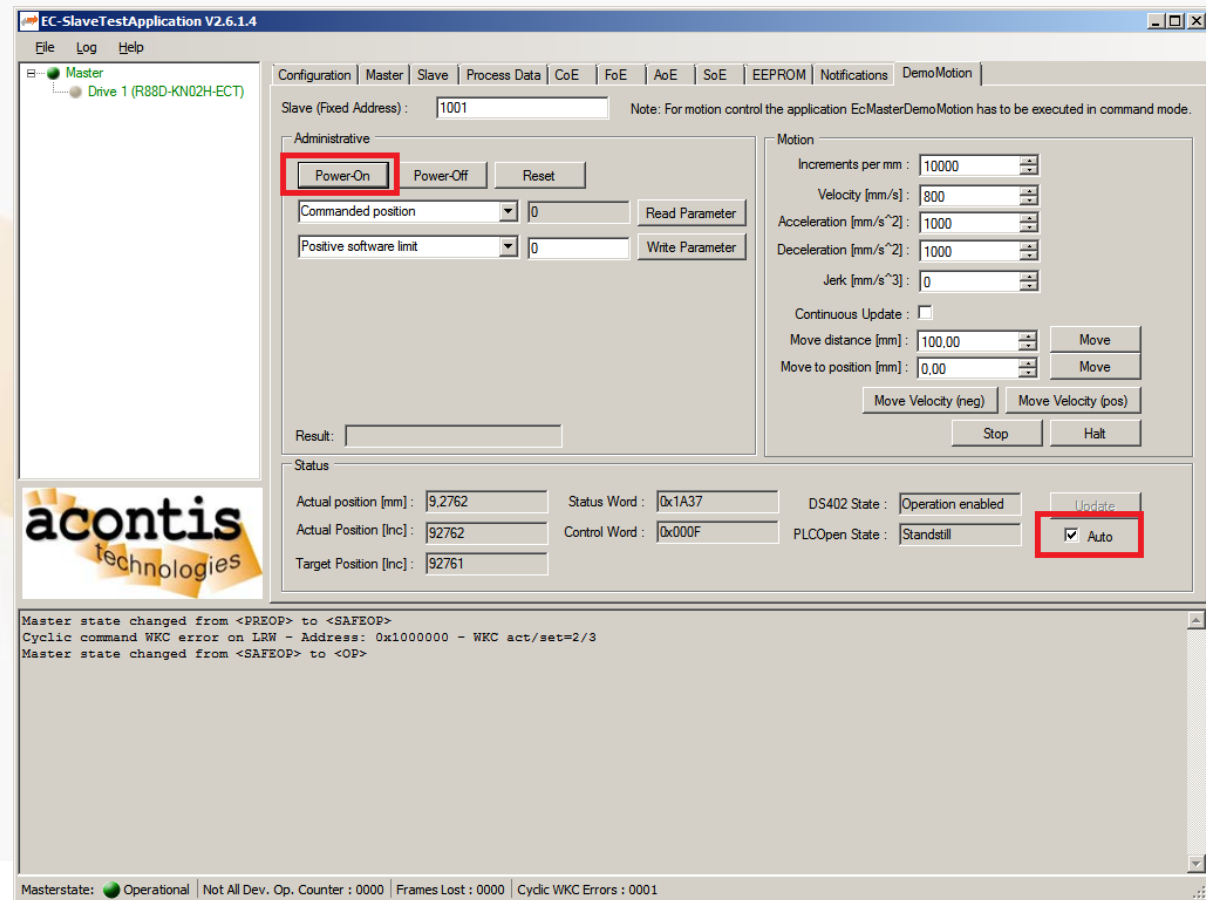 EC-SlaveTestApplication V2.6.1.4
File Log Help
Master
Drive 1 (R88D-KN02H-ECT)
Configuration Master Slave Process Data CoE FoE AoE SoE EEPROM Notifications DemoMotion
Slave (Fixed Address) : 1001 Note: For motion control the application EcMasterDemoMotion has to be executed in command mode.
Administrative
Power-On Power-Off Reset
Commanded position 0 Read Parameter
Positive software limit 0 Write Parameter
Result:
Motion
Increments per mm : 10000
Velocity [mm/s] : 800
Acceleration [mm/s^2] : 1000
Deceleration [mm/s^2] : 1000
Jerk [mm/s^3] : 0
Continuous Update :
Move distance [mm] : 100,00 Move
Move to position [mm] : 0,00 Move
Move Velocity (neg) Move Velocity (pos)
Stop Halt
Status
Actual position [mm] : 9,2762 Status Word : 0x1A37 DS402 State : Operation enabled Update
Actual Position [Inc] : 92762 Control Word : 0x000F PLCOpen State : Standstill Auto
Target Position [Inc] : 92761
acontis
technologies
Master state changed from <PREOP> to <SAFEOP>
Cyclic command WKC error on LRW - Address: 0x1000000 - WKC act/set=2/3
Master state changed from <SAFEOP> to <OP>
Masterstate: Operational Not All Dev. Op. Counter : 0000 Frames Lost : 0000 Cyclic WKC Errors : 0001